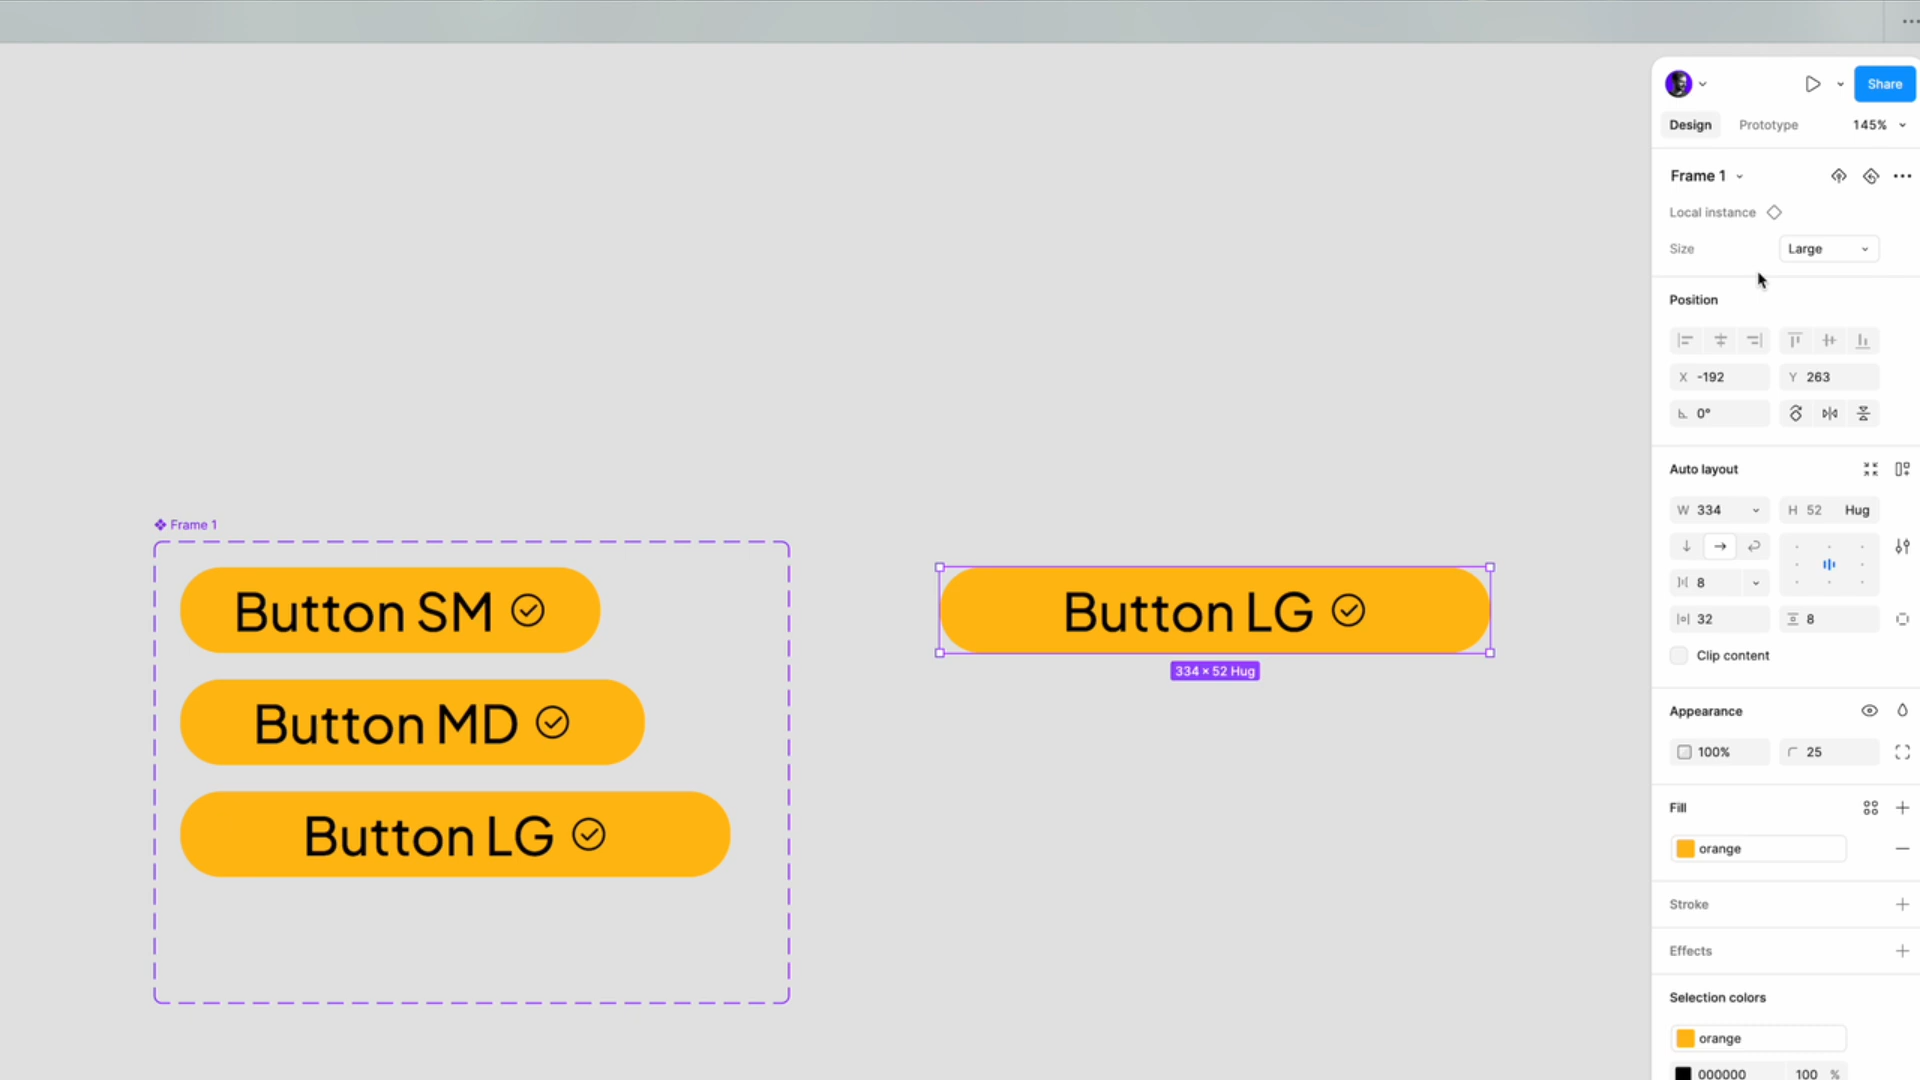 Share
Design Prototype 145%
Frame 1
Local instance
Size Large
Position
X -192 Y 263
0°
Auto layout
W 334 H 52 Hug
8
32 8
Clip content
Appearance
100% 25
Fill
orange
Stroke
Effects
Selection colors
orange
000000 100 %
Frame 1
Button SM
Button MD
Button LG
Button LG
334 × 52 Hug